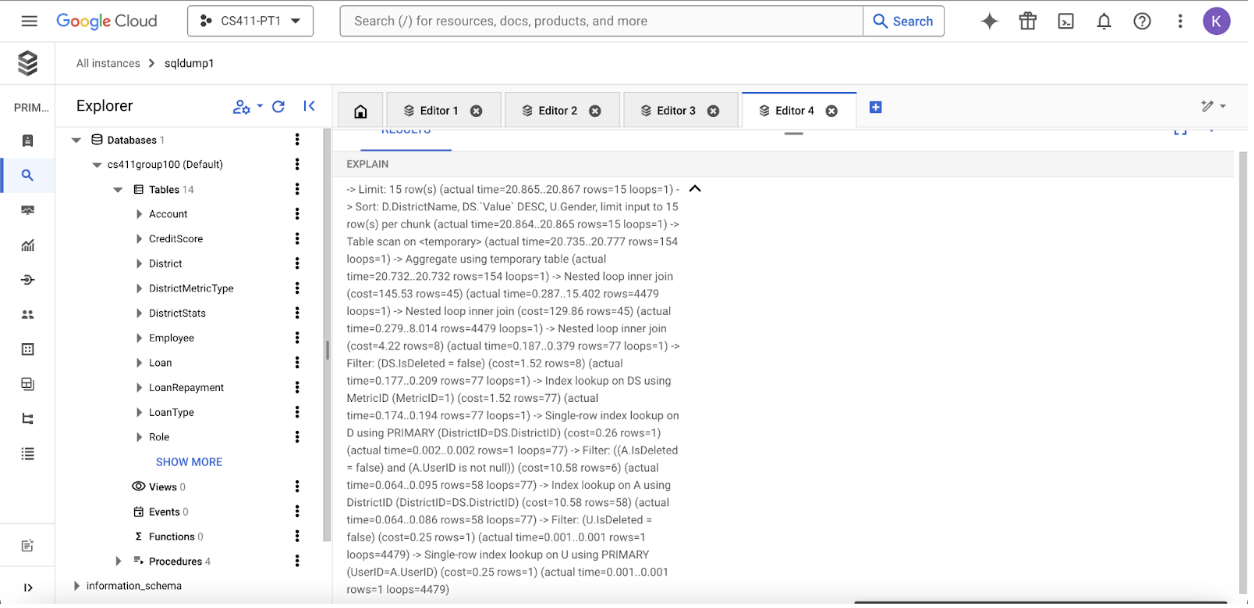 Google Cloud
CS411-PT1
Search (/) for resources, docs, products, and more
Search
K
All instances
sqldump1
PRIM...
Explorer
Editor 1
Editor 2
Editor 3
Editor 4
Databases 1
cs411group100 (Default)
Tables 14
Account
CreditScore
District
DistrictMetricType
DistrictStats
Employee
Loan
LoanRepayment
LoanType
Role
SHOW MORE
Views 0
Events 0
Functions 0
Procedures 4
information_schema
RESULTS
EXPLAIN
-> Limit: 15 row(s) (actual time=20.865..20.867 rows=15 loops=1) -
> Sort: D.DistrictName, DS.`Value` DESC, U.Gender, limit input to 15
row(s) per chunk (actual time=20.864..20.865 rows=15 loops=1) ->
Table scan on <temporary> (actual time=20.735..20.777 rows=154
loops=1) -> Aggregate using temporary table (actual
time=20.732..20.732 rows=154 loops=1) -> Nested loop inner join
(cost=145.53 rows=45) (actual time=0.287..15.402 rows=4479
loops=1) -> Nested loop inner join (cost=129.86 rows=45) (actual
time=0.279..8.014 rows=4479 loops=1) -> Nested loop inner join
(cost=4.22 rows=8) (actual time=0.187..0.379 rows=77 loops=1) ->
Filter: (DS.IsDeleted = false) (cost=1.52 rows=8) (actual
time=0.177..0.209 rows=77 loops=1) -> Index lookup on DS using
MetricID (MetricID=1) (cost=1.52 rows=77) (actual
time=0.174..0.194 rows=77 loops=1) -> Single-row index lookup on
D using PRIMARY (DistrictID=DS.DistrictID) (cost=0.26 rows=1)
(actual time=0.002..0.002 rows=1 loops=77) -> Filter: ((A.IsDeleted
= false) and (A.UserID is not null)) (cost=10.58 rows=6) (actual
time=0.064..0.095 rows=58 loops=77) -> Index lookup on A using
DistrictID (DistrictID=DS.DistrictID) (cost=10.58 rows=58) (actual
time=0.064..0.086 rows=58 loops=77) -> Filter: (U.IsDeleted =
false) (cost=0.25 rows=1) (actual time=0.001..0.001 rows=1
loops=4479) -> Single-row index lookup on U using PRIMARY
(UserID=A.UserID) (cost=0.25 rows=1) (actual time=0.001..0.001
rows=1 loops=4479)